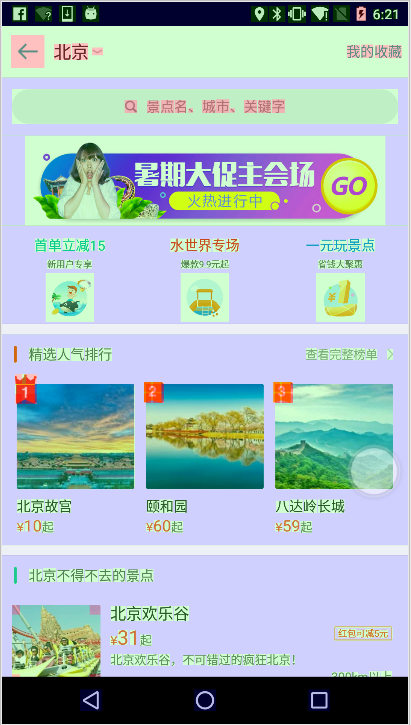 6:21
北京
我的收藏
景点名、城市、关键字
暑期大促主会场
火热进行中
GO
首单立减15
水世界专场
一元玩景点
新用户专享
爆款9.9元起
省钱大聚惠
精选人气排行
查看完整榜单
1
2
3
北京故宫
颐和园
八达岭长城
¥10起
¥60起
¥59起
北京不得不去的景点
北京欢乐谷
¥31起
红包可减5元
北京欢乐谷，不可错过的疯狂北京！
300km以上